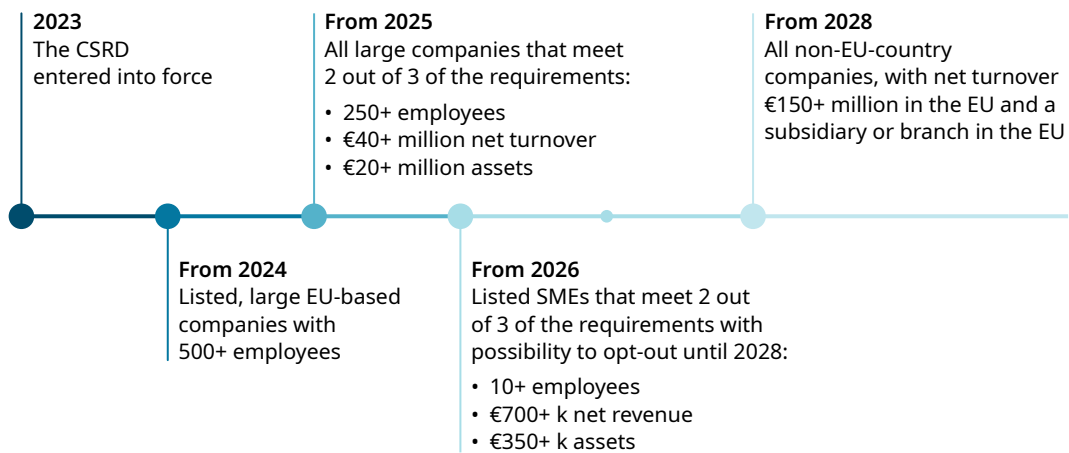 2023
The CSRD
entered into force
From 2024
Listed, large EU-based
companies with
500+ employees
From 2025
All large companies that meet
2 out of 3 of the requirements:
• 250+ employees
• €40+ million net turnover
• €20+ million assets
From 2026
Listed SMEs that meet 2 out
of 3 of the requirements with
possibility to opt-out until 2028:
• 10+ employees
• €700+ k net revenue
• €350+ k assets
From 2028
All non-EU-country
companies, with net turnover
€150+ million in the EU and a
subsidiary or branch in the EU